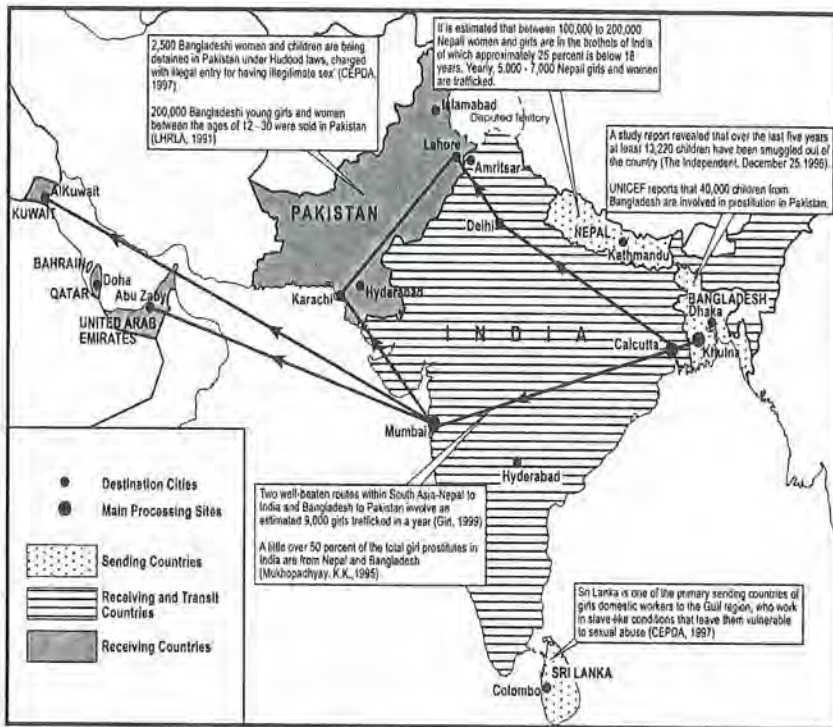 2,500 Bangladeshi women and children are being
detained in Pakistan under Hudood laws, charged
with illegal entry for having illegitimate sex' (CEPDA,
1997)
200,000 Bangladeshi young girls and women
between the ages of 12 - 30 were sold in Pakistan
(LHRLA, 1991)
It is estimated that between 100,000 to 200,000
Nepali women and girls are in the brothels of India
of which approximately 25 percent is below 18
years. Yearly, 5,000 - 7,000 Nepali girls and women
are trafficked.
A study report revealed that over the last five years
at least 13,220 children have been smuggled out of
the country (The Independent, December 25,1996).
UNICEF reports that 40,000 children from
Bangladesh are involved in prostitution in Pakistan.
Islamabad
Disputed territory
Lahore
Amritsar
Al Kuwait
KUWAIT
PAKISTAN
Delhi
NEPAL
Kathmandu
BAHRAIN
Doha
QATAR
Abu Zaby
UNITED ARAB
EMIRATES
Karachi
Hyderabad
INDIA
BANGLADESH
Dhaka
Calcutta
Khulna
Mumbai
Hyderabad
Two well-beaten routes within South Asia-Nepal to
India and Bangladesh to Pakistan involve an
estimated 9,000 girls trafficked in a year (Giri, 1999)
A little over 50 percent of the total girl prostitutes in
India are from Nepal and Bangladesh
(Mukhopadhyay. K.K., 1995)
Sri Lanka is one of the primary sending countries of
girls domestic workers to the Gulf region, who work
in slave-like conditions that leave them vulnerable
to sexual abuse (CEPDA, 1997)
Colombo
SRI LANKA
Destination Cities
Main Processing Sites
Sending Countries
Receiving and Transit
Countries
Receiving Countries